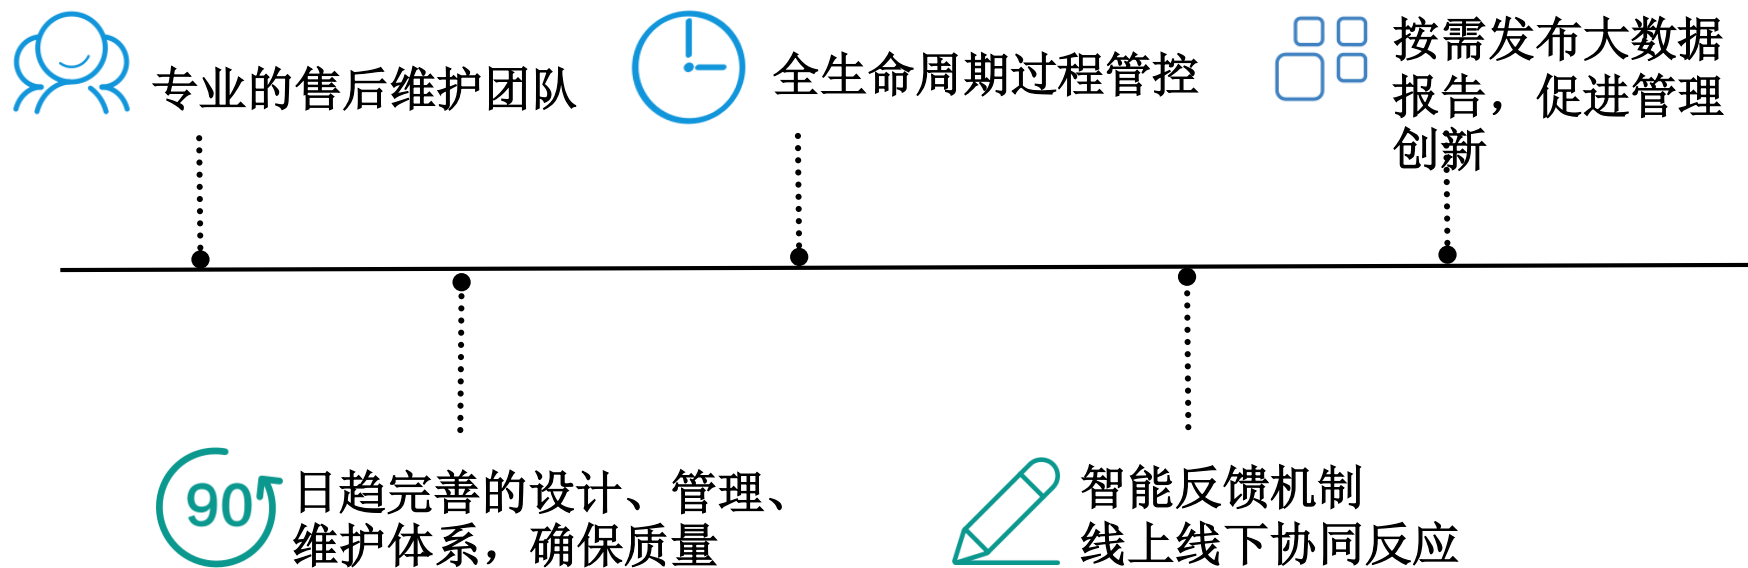 专业的售后维护团队
全生命周期过程管控
按需发布大数据
报告，促进管理
创新
90
日趋完善的设计、管理、
维护体系，确保质量
智能反馈机制
线上线下协同反应